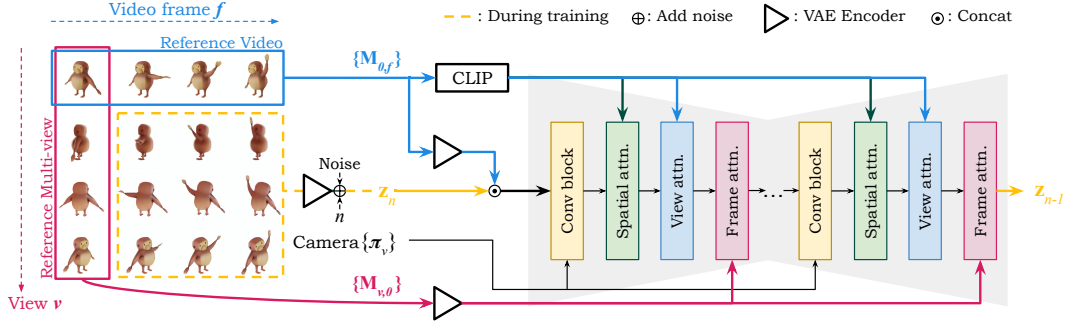 Video frame f
: During training
: Add noise
: VAE Encoder
: Concat
Reference Video
{M0,f}
CLIP
Reference Multi-view
View v
Noise
n
zn
Camera {πv}
{Mv,0}
Conv block
Spatial attn.
View attn.
Frame attn.
...
Conv block
Spatial attn.
View attn.
Frame attn.
zn-1